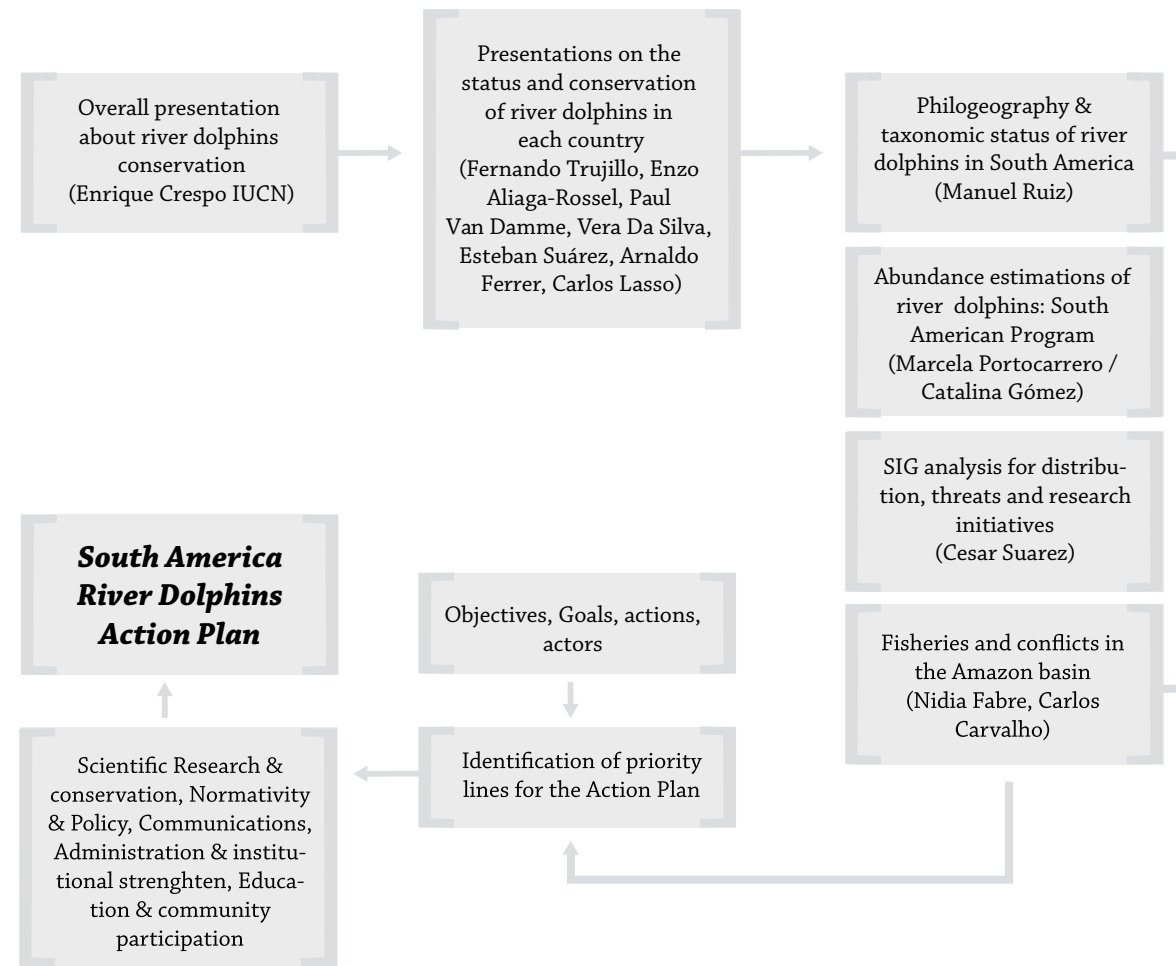 Overall presentation
about river dolphins
conservation
(Enrique Crespo IUCN)
Presentations on the
status and conservation
of river dolphins in
each country
(Fernando Trujillo, Enzo
Aliaga-Rossel, Paul
Van Damme, Vera Da Silva,
Esteban Suárez, Arnaldo
Ferrer, Carlos Lasso)
Philogeography &
taxonomic status of river
dolphins in South America
(Manuel Ruiz)
Abundance estimations of
river dolphins: South
American Program
(Marcela Portocarrero /
Catalina Gómez)
SIG analysis for distribu-
tion, threats and research
initiatives
(Cesar Suarez)
Fisheries and conflicts in
the Amazon basin
(Nidia Fabre, Carlos
Carvalho)
Objectives, Goals, actions,
actors
Identification of priority
lines for the Action Plan
Scientific Research &
conservation, Normativity
& Policy, Communications,
Administration & institu-
tional strenghten, Educa-
tion & community
participation
South America
River Dolphins
Action Plan